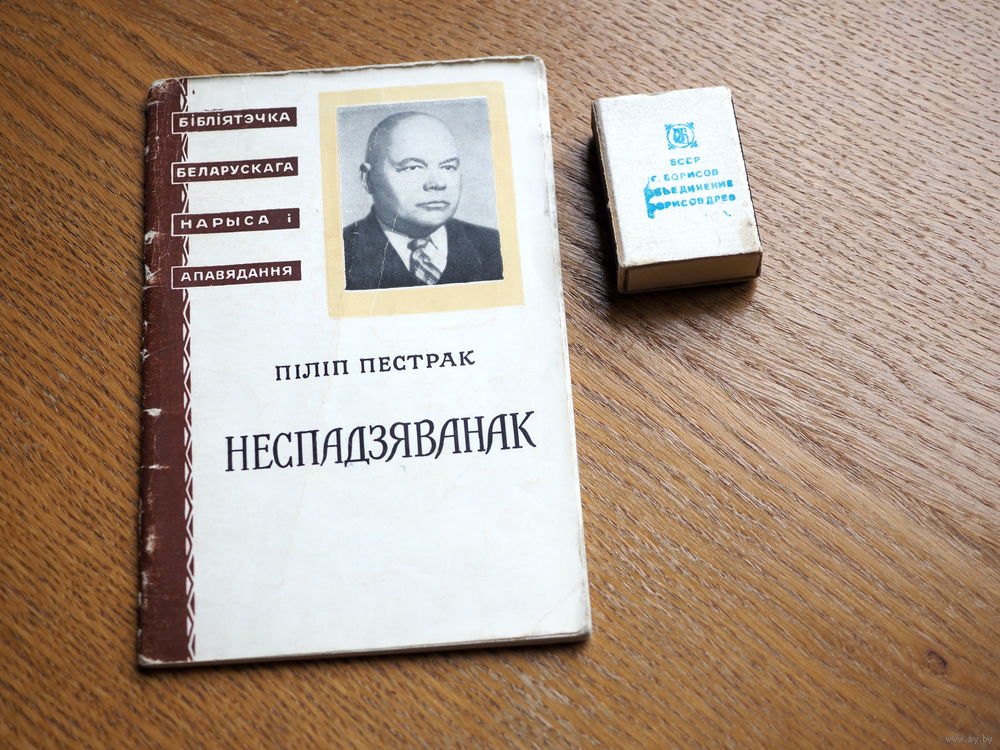 БІБЛІЯТЭЧКА
БЕЛАРУСКАГА
НАРЫСА І
АПАВЯДАННЯ
ПІЛІП ПЕСТРАК
НЕСПАДЗЯВАНАК
БССР
г. БОРИСОВ
ОБЪЕДИНЕНИЕ
БОРИСОВДРЕВ
www.ay.by